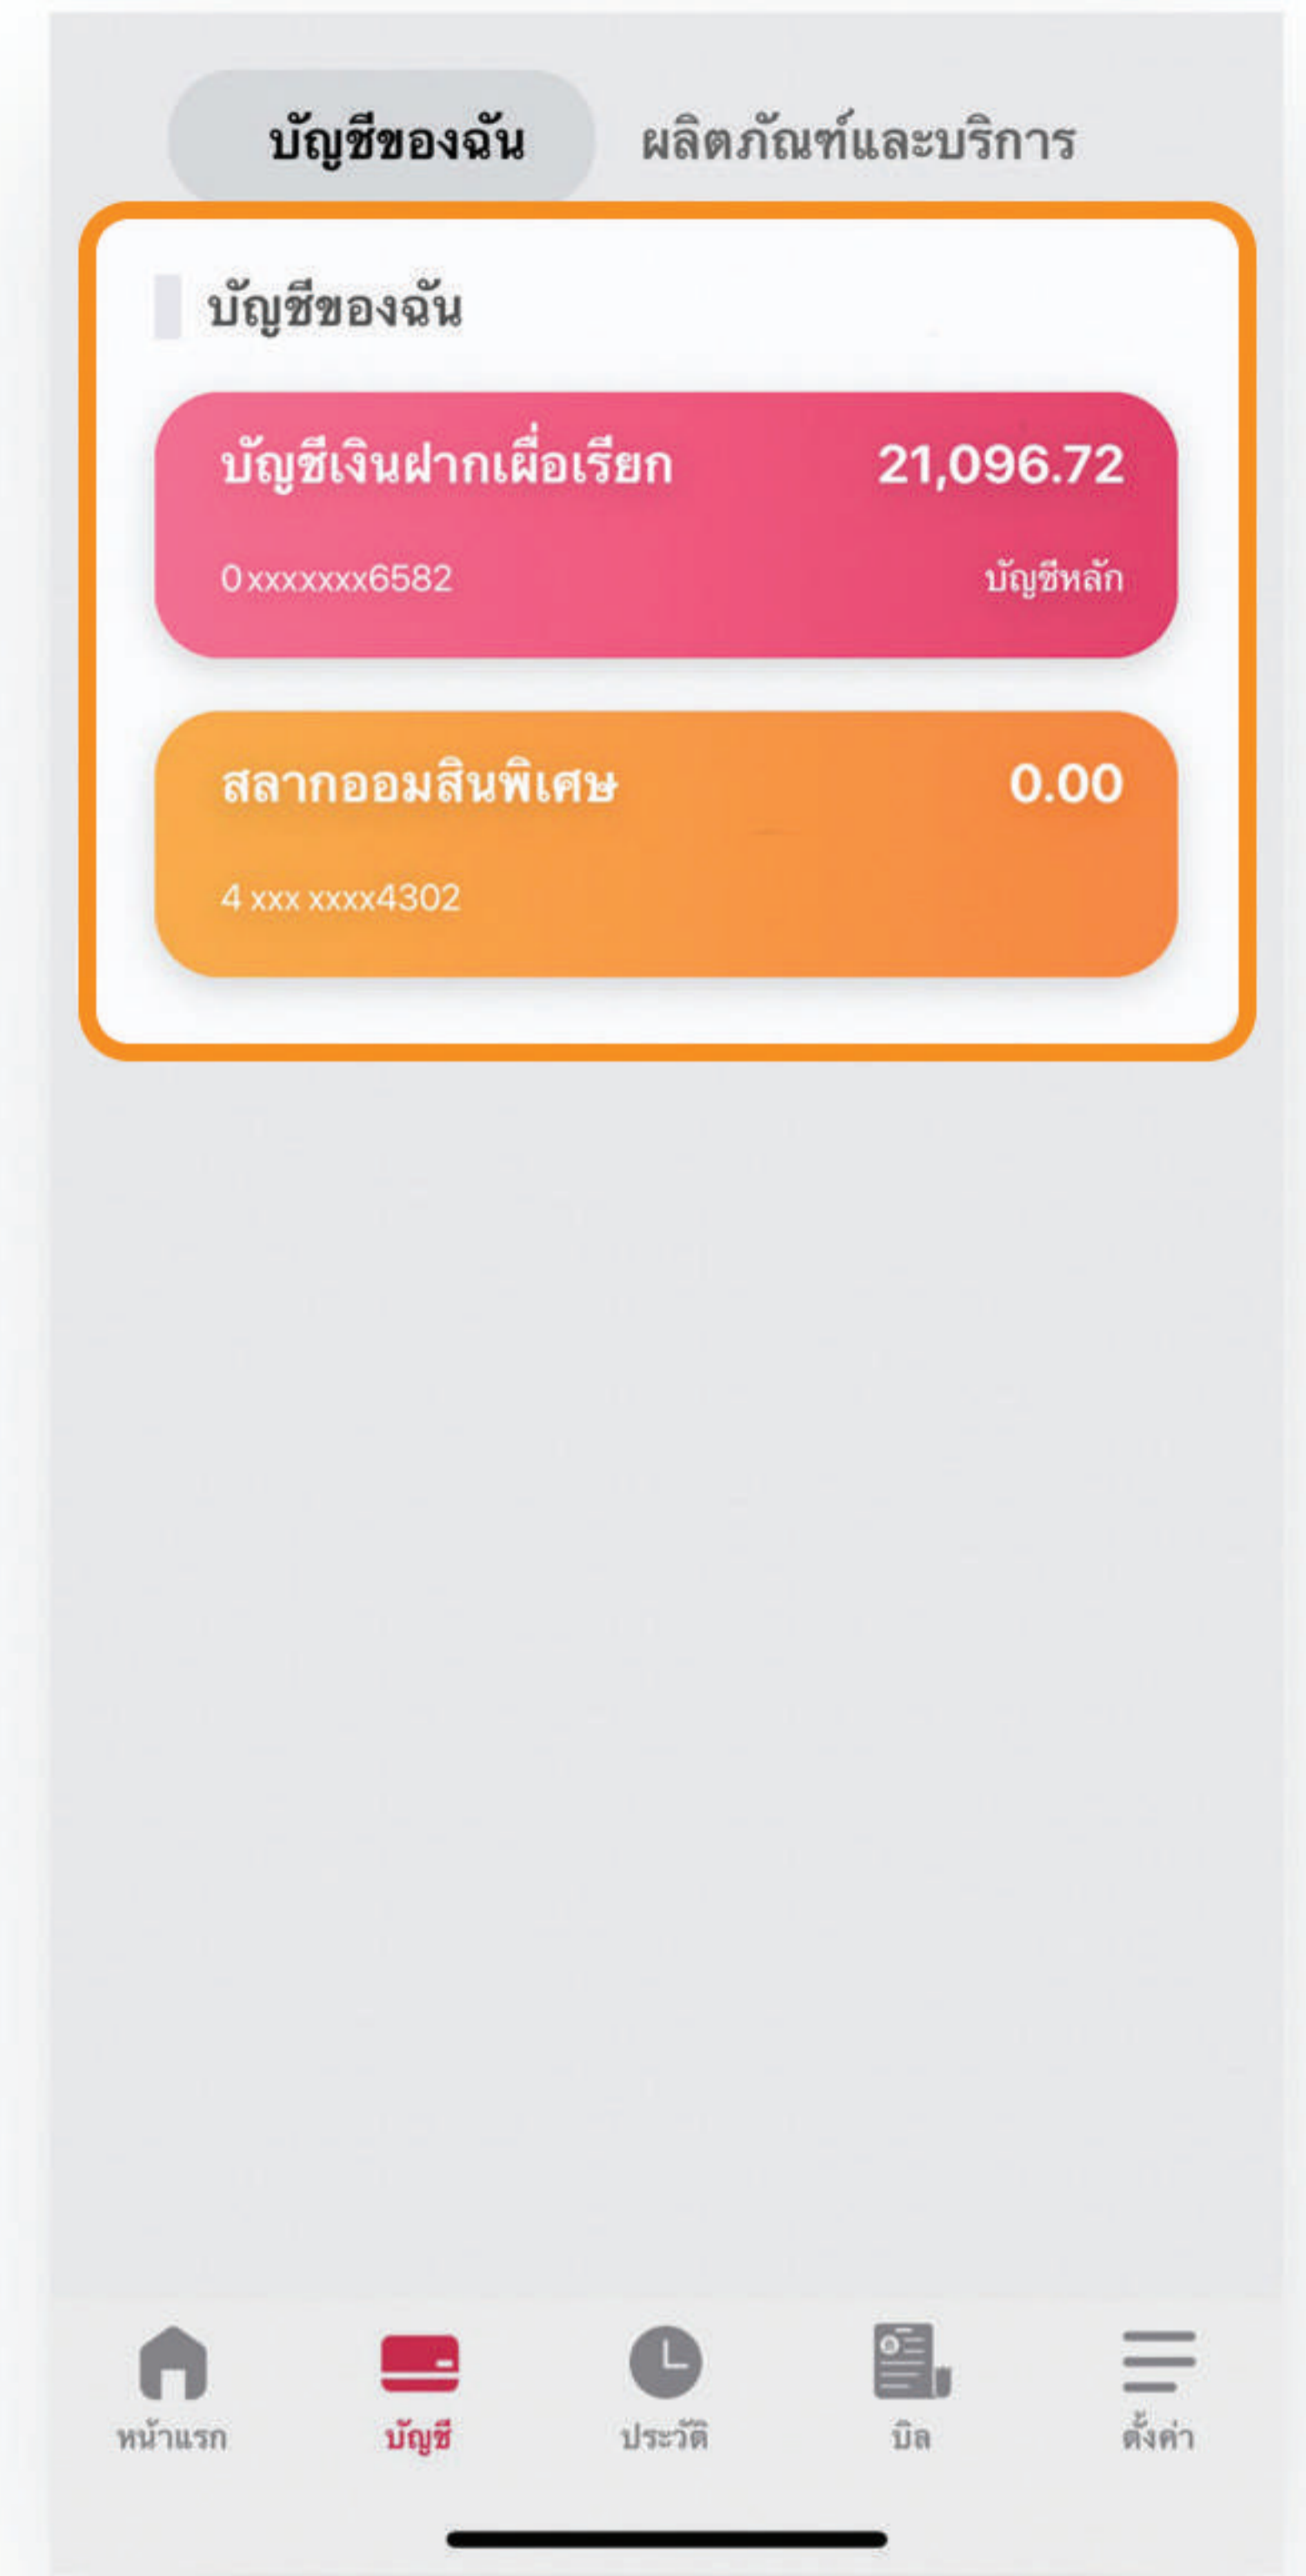 บัญชีของฉัน ผลิตภัณฑ์และบริการ
บัญชีของฉัน
บัญชีเงินฝากเผื่อเรียก 21,096.72
0xxxxxxx6582 บัญชีหลัก
สลากออมสินพิเศษ 0.00
4 xxx xxxx4302
หน้าแรก บัญชี ประวัติ บิล ตั้งค่า